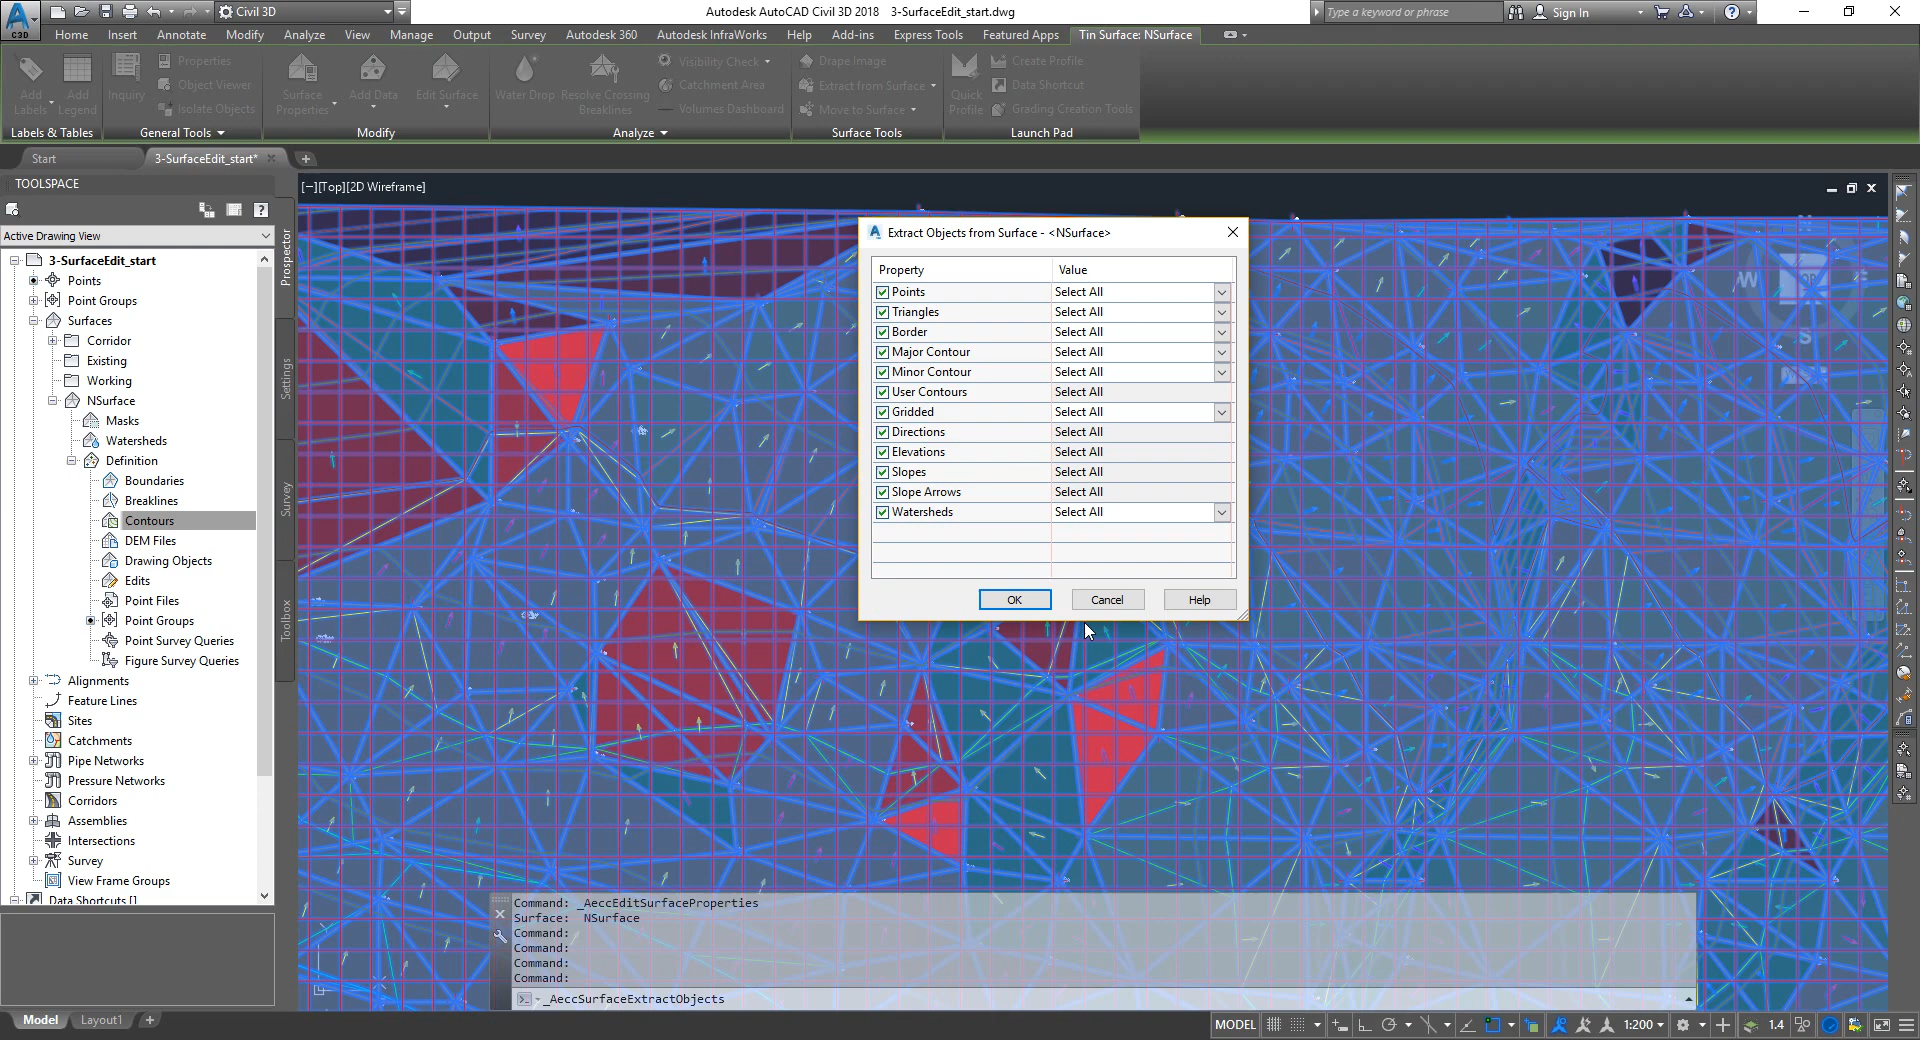 Civil 3D
Autodesk AutoCAD Civil 3D 2018   3-SurfaceEdit_start.dwg
Type a keyword or phrase
Sign In
C3D
Home Insert Annotate Modify Analyze View Manage Output Survey Autodesk 360 Autodesk InfraWorks Help Add-ins Express Tools Featured Apps Tin Surface: NSurface
Add Labels
Add Legend
Labels & Tables
Inquiry
Properties
Object Viewer
Isolate Objects
General Tools
Surface Properties
Add Data
Edit Surface
Modify
Water Drop
Resolve Crossing Breaklines
Visibility Check
Catchment Area
Volumes Dashboard
Analyze
Drape Image
Extract from Surface
Move to Surface
Surface Tools
Quick Profile
Create Profile
Data Shortcut
Grading Creation Tools
Launch Pad
Start
3-SurfaceEdit_start*
TOOLSPACE
Active Drawing View
3-SurfaceEdit_start
Points
Point Groups
Surfaces
Corridor
Existing
Working
NSurface
Masks
Watersheds
Definition
Boundaries
Breaklines
Contours
DEM Files
Drawing Objects
Edits
Point Files
Point Groups
Point Survey Queries
Figure Survey Queries
Alignments
Feature Lines
Sites
Catchments
Pipe Networks
Pressure Networks
Corridors
Assemblies
Intersections
Survey
View Frame Groups
Data Shortcuts []
Prospector
Settings
Survey
Toolbox
[−][Top][2D Wireframe]
W
E
S
Extract Objects from Surface - <NSurface>
Property Value
Points Select All
Triangles Select All
Border Select All
Major Contour Select All
Minor Contour Select All
User Contours Select All
Gridded Select All
Directions Select All
Elevations Select All
Slopes Select All
Slope Arrows Select All
Watersheds Select All
OK Cancel Help
Command: _AeccEditSurfaceProperties
Surface: NSurface
Command:
Command:
Command:
Command:
_AeccSurfaceExtractObjects
Model Layout1
MODEL 1:200 1.4